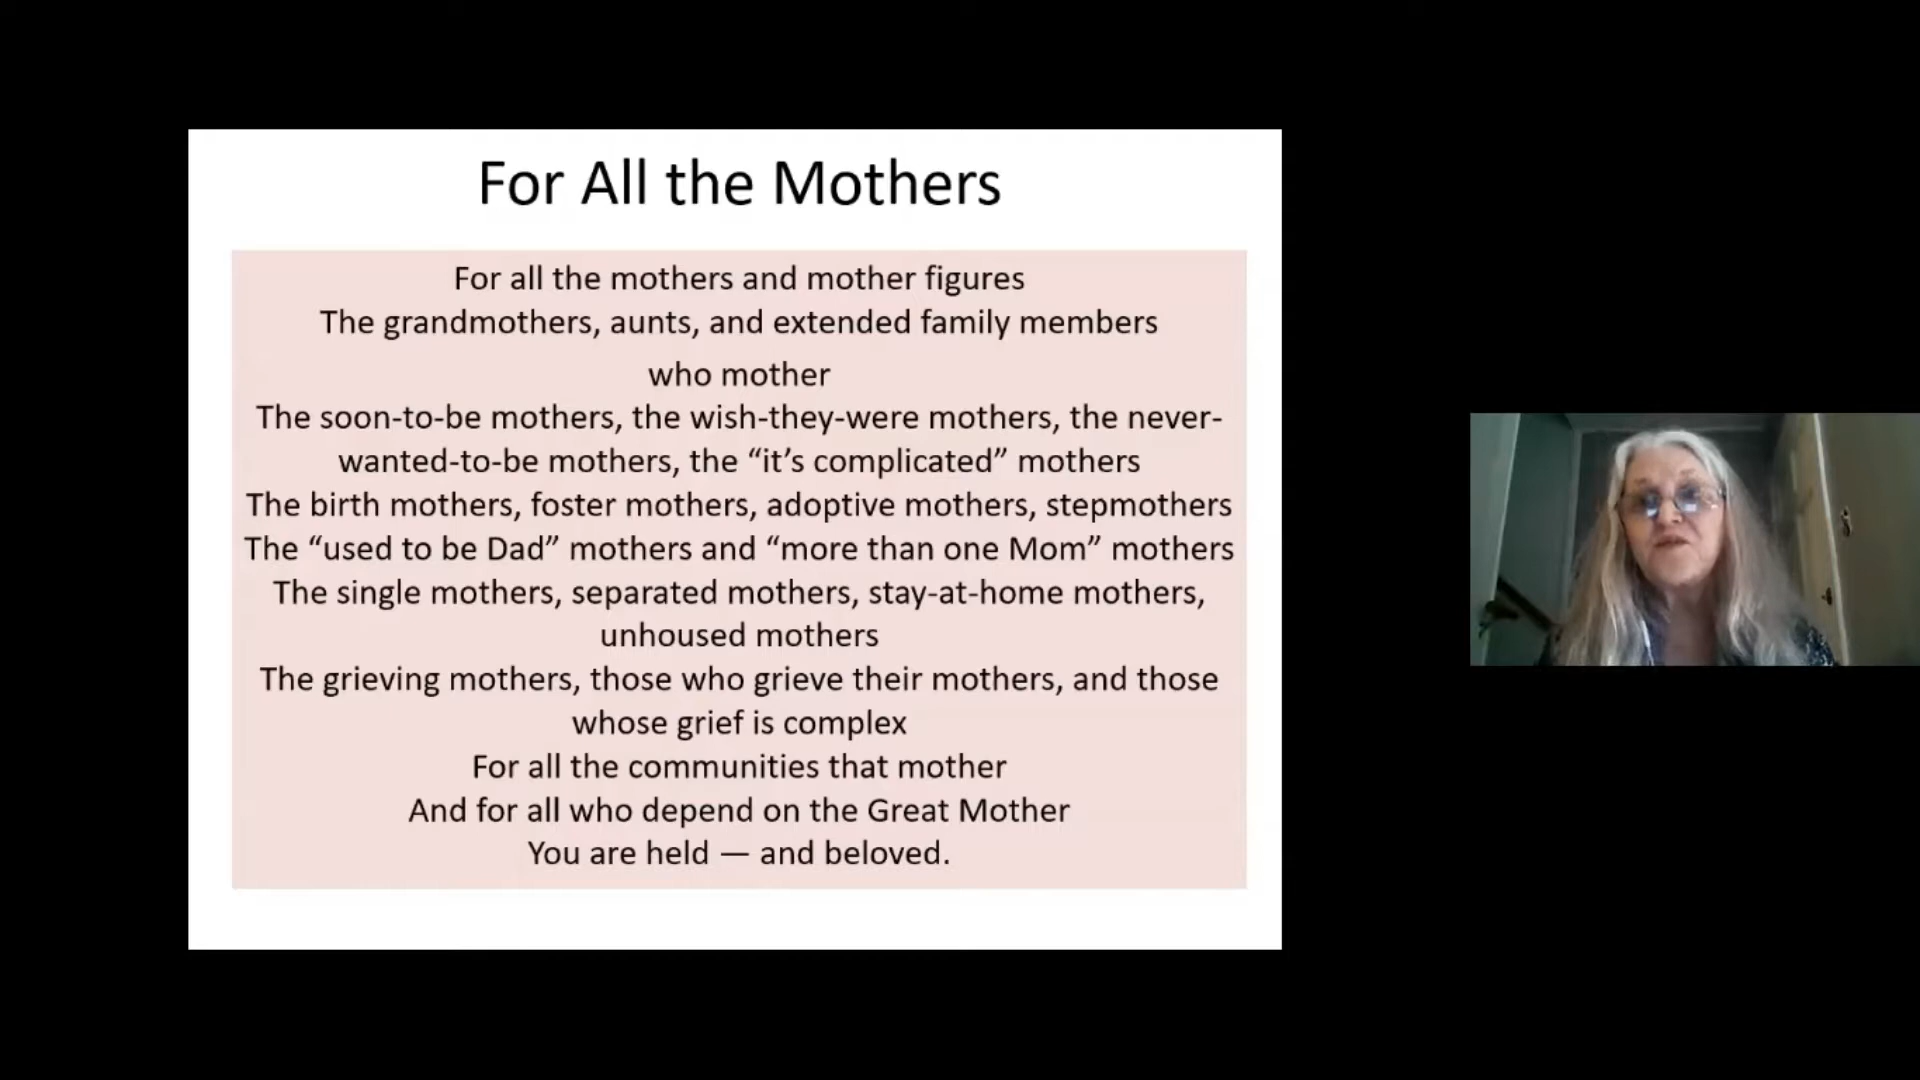 For All the Mothers
For all the mothers and mother figures
The grandmothers, aunts, and extended family members
who mother
The soon-to-be mothers, the wish-they-were mothers, the never-
wanted-to-be mothers, the “it’s complicated” mothers
The birth mothers, foster mothers, adoptive mothers, stepmothers
The “used to be Dad” mothers and “more than one Mom” mothers
The single mothers, separated mothers, stay-at-home mothers,
unhoused mothers
The grieving mothers, those who grieve their mothers, and those
whose grief is complex
For all the communities that mother
And for all who depend on the Great Mother
You are held — and beloved.